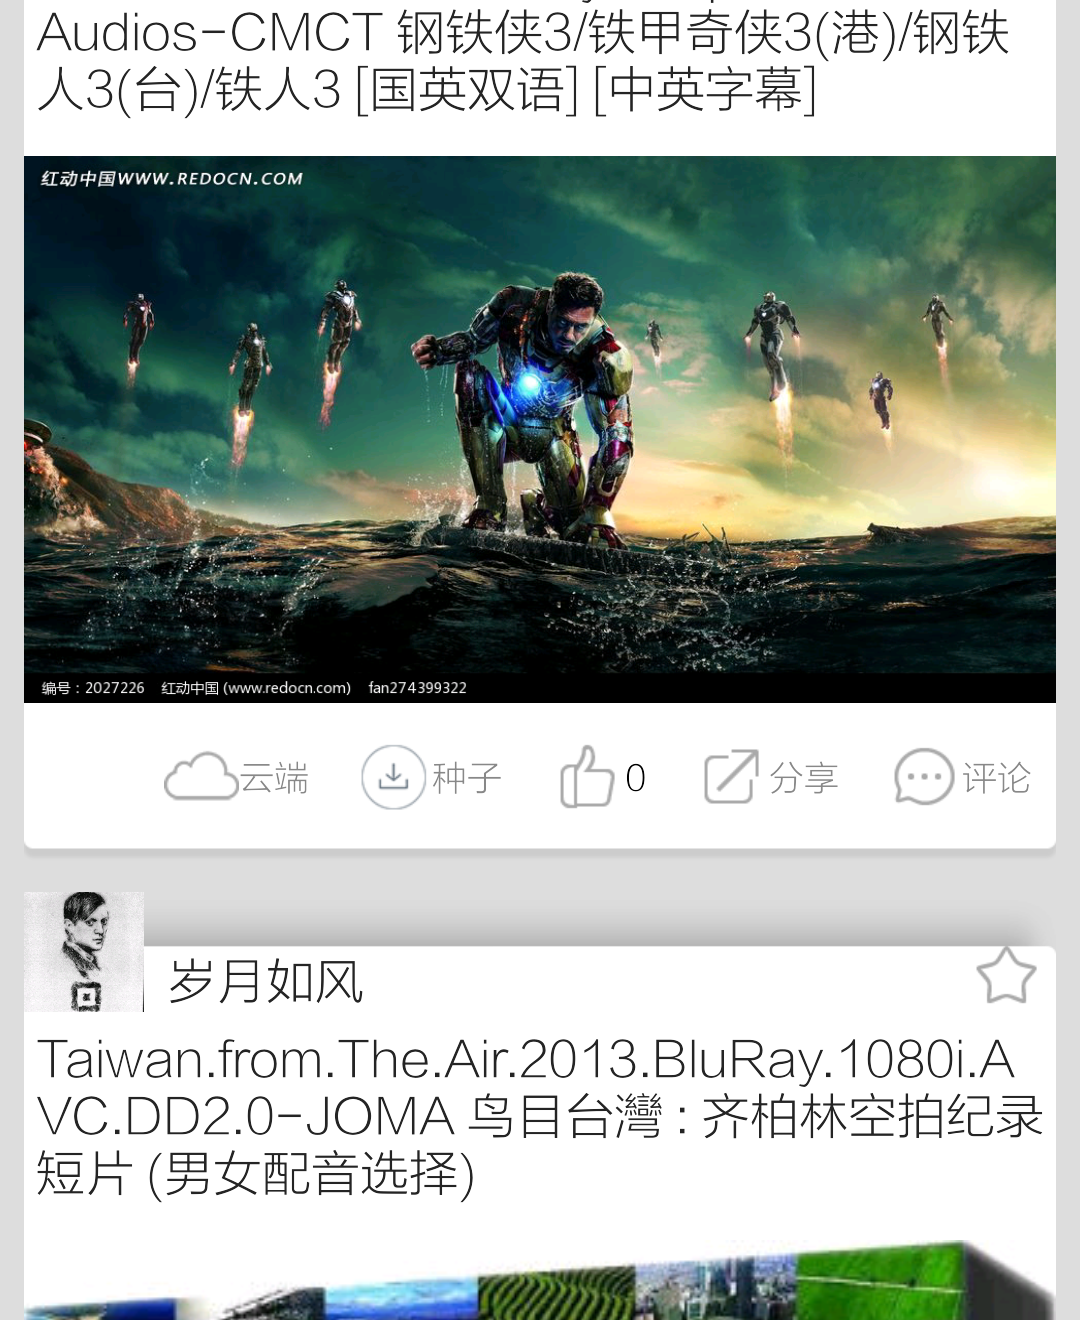 Audios-CMCT 钢铁侠3/铁甲奇侠3(港)/钢铁
人3(台)/铁人3 [国英双语] [中英字幕]
红动中国WWW.REDOCN.COM
编号：2027226 红动中国 (www.redocn.com) fan274399322
云端 种子 0 分享 评论
岁月如风
Taiwan.from.The.Air.2013.BluRay.1080i.A
VC.DD2.0-JOMA 鸟目台灣 : 齐柏林空拍纪录
短片 (男女配音选择)